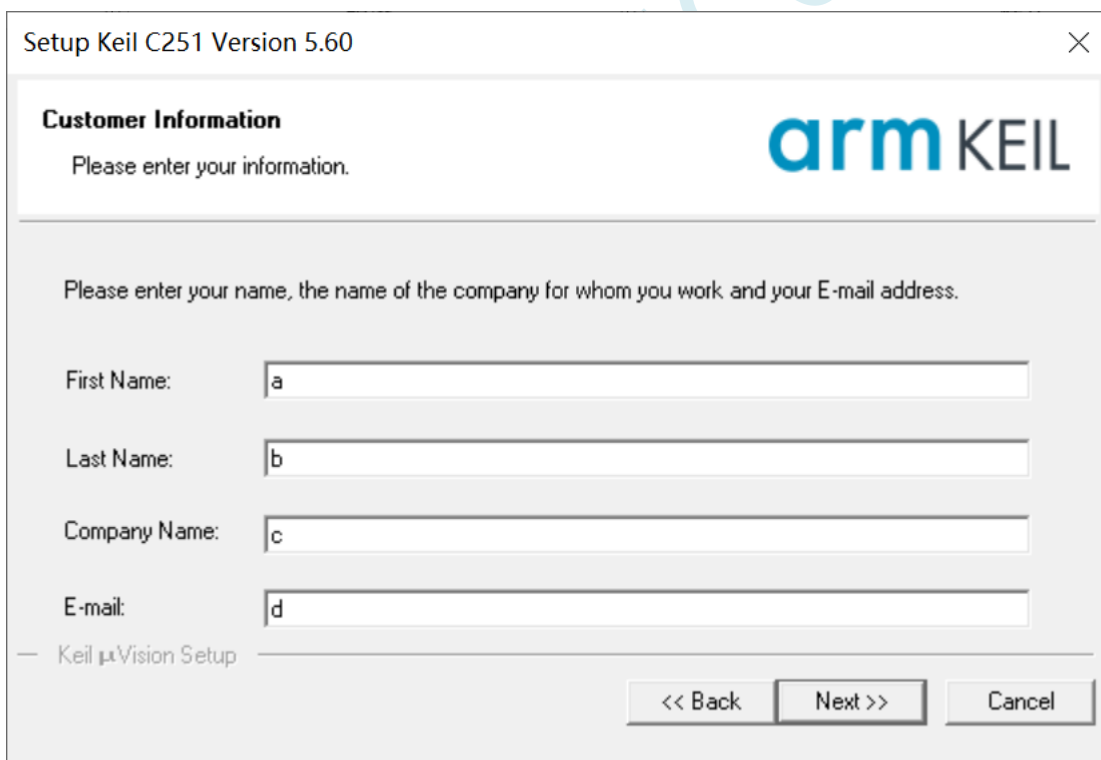 Setup Keil C251 Version 5.60
Customer Information
Please enter your information.
arm KEIL
Please enter your name, the name of the company for whom you work and your E-mail address.
First Name: a
Last Name: b
Company Name: c
E-mail: d
Keil µVision Setup
<< Back Next >> Cancel